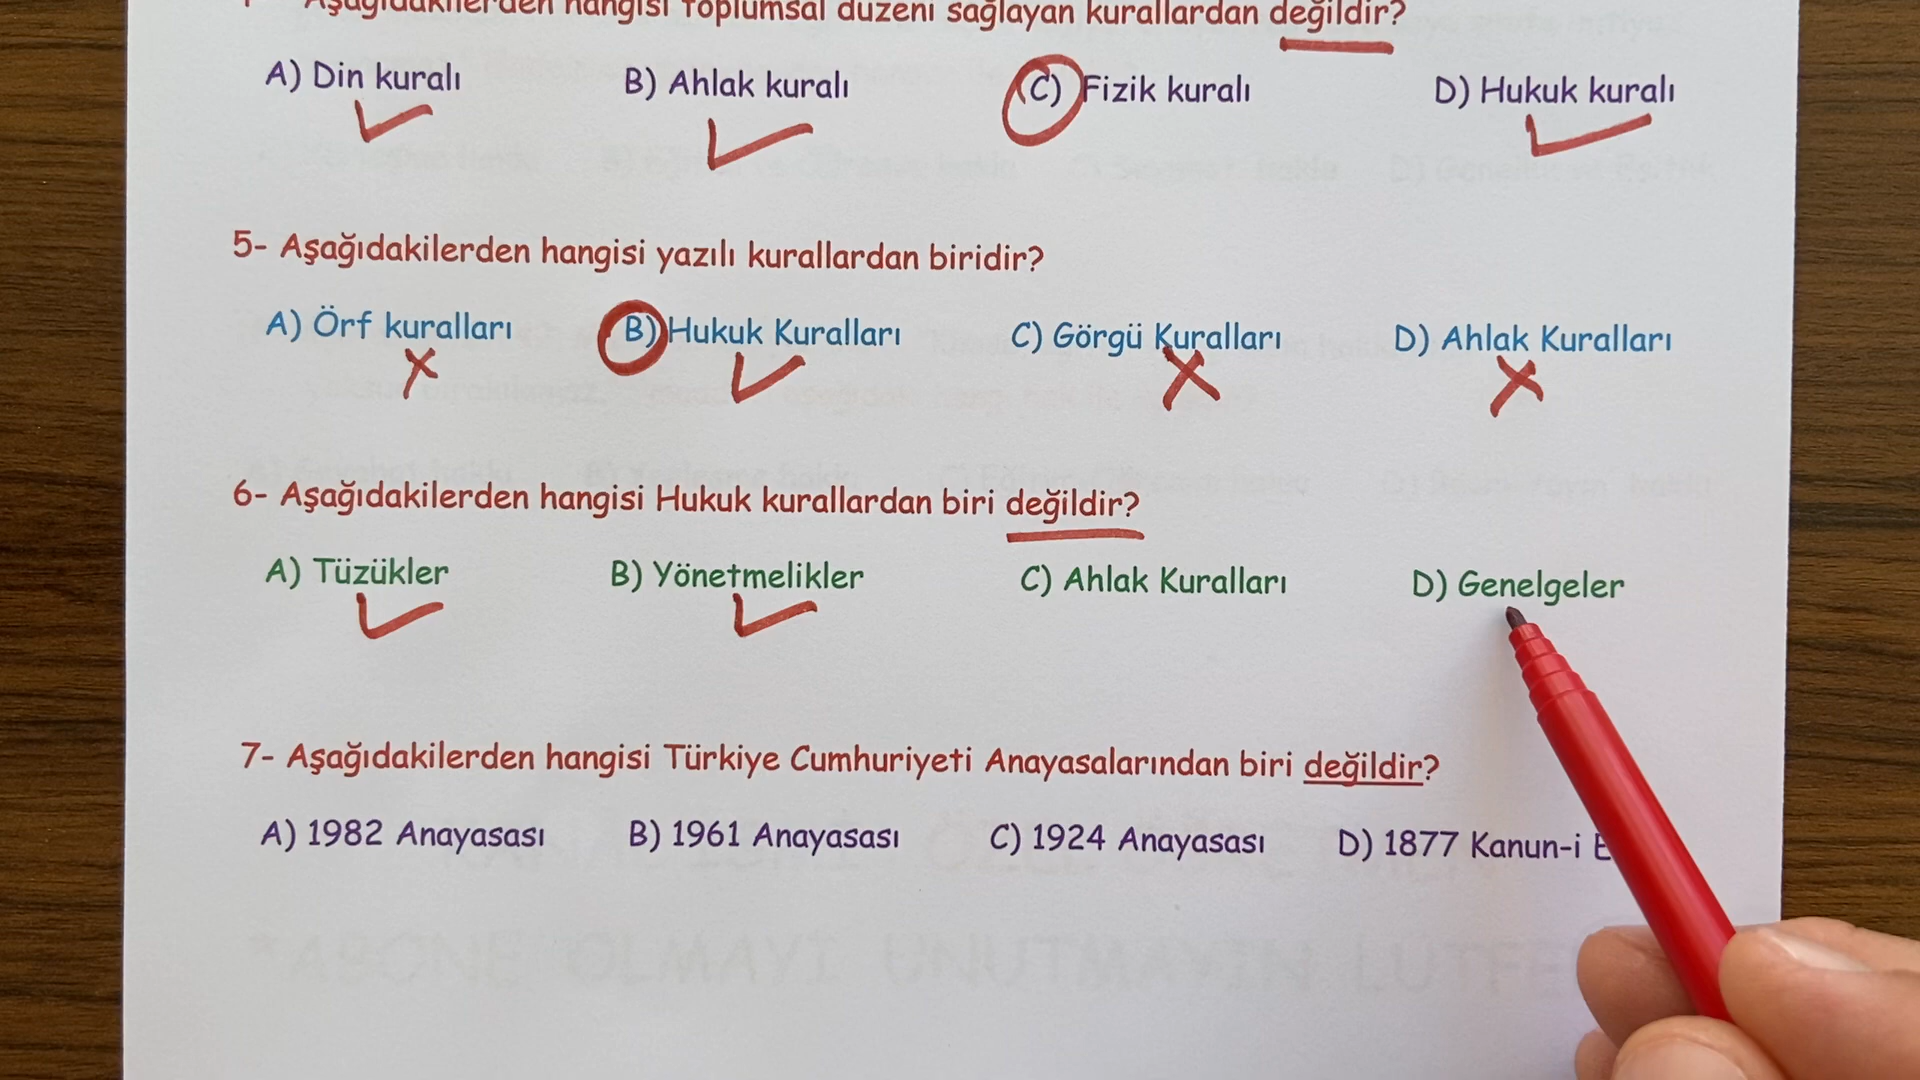 Aşağıdakilerden hangisi toplumsal düzeni sağlayan kurallardan değildir?
A) Din kuralı B) Ahlak kuralı C) Fizik kuralı D) Hukuk kuralı
5- Aşağıdakilerden hangisi yazılı kurallardan biridir?
A) Örf kuralları B) Hukuk Kuralları C) Görgü Kuralları D) Ahlak Kuralları
6- Aşağıdakilerden hangisi Hukuk kurallardan biri değildir?
A) Tüzükler B) Yönetmelikler C) Ahlak Kuralları D) Genelgeler
7- Aşağıdakilerden hangisi Türkiye Cumhuriyeti Anayasalarından biri değildir?
A) 1982 Anayasası B) 1961 Anayasası C) 1924 Anayasası D) 1877 Kanun-i
*ABONE OLMAYI UNUTMAYIN